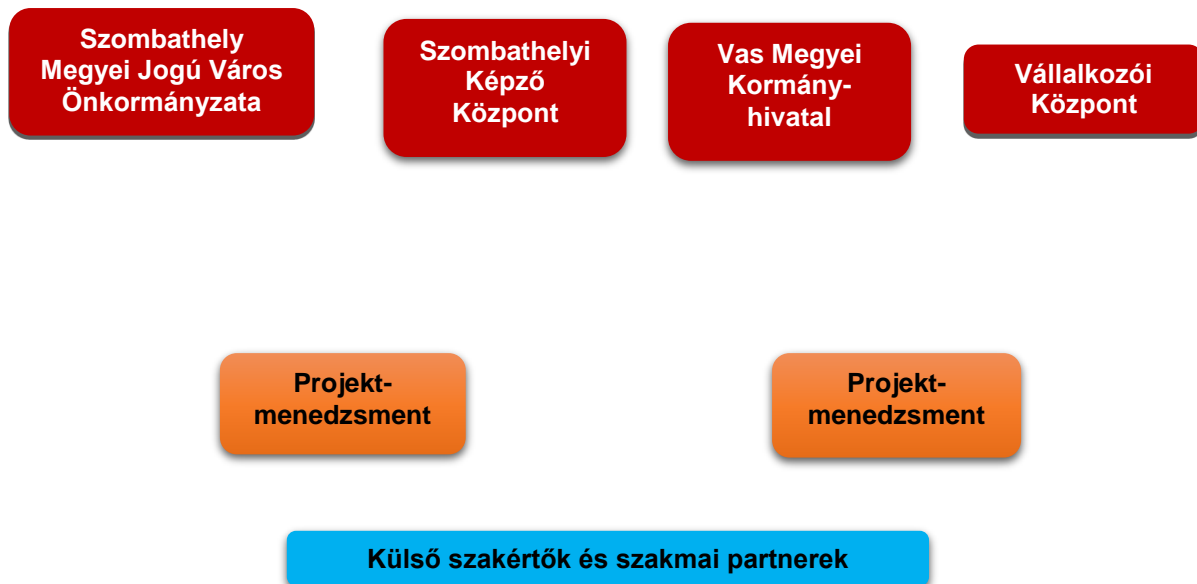 Szombathely
Megyei Jogú Város
Önkormányzata
Szombathelyi
Képző
Központ
Vas Megyei
Kormány-
hivatal
Vállalkozói
Központ
Projekt-
menedzsment
Projekt-
menedzsment
Külső szakértők és szakmai partnerek